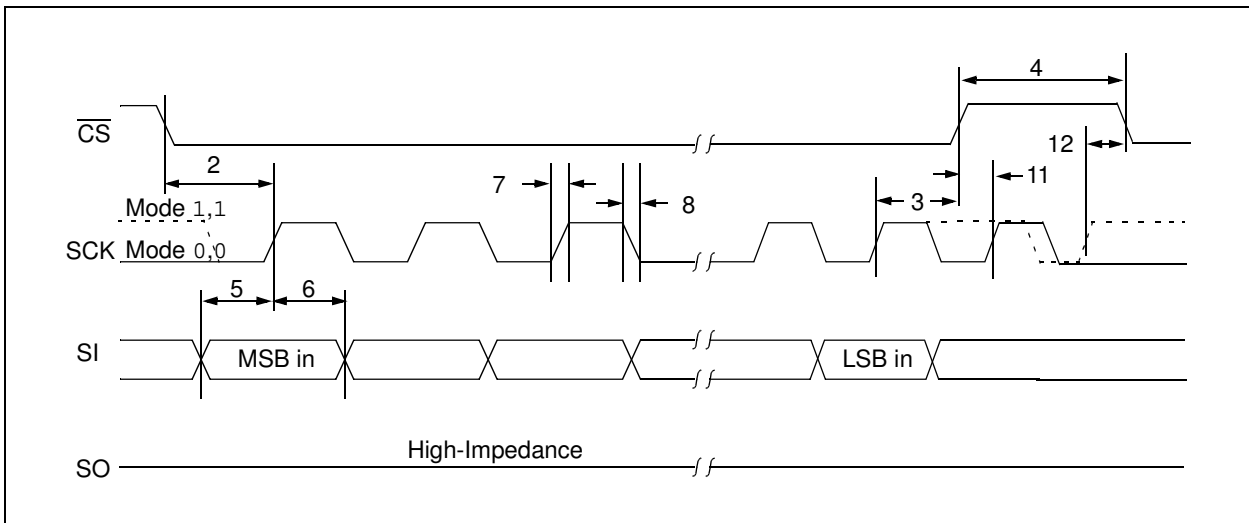 4
CS
12
2
7
8
3
11
Mode 1,1
SCK Mode 0,0
5
6
SI
MSB in
LSB in
High-Impedance
SO